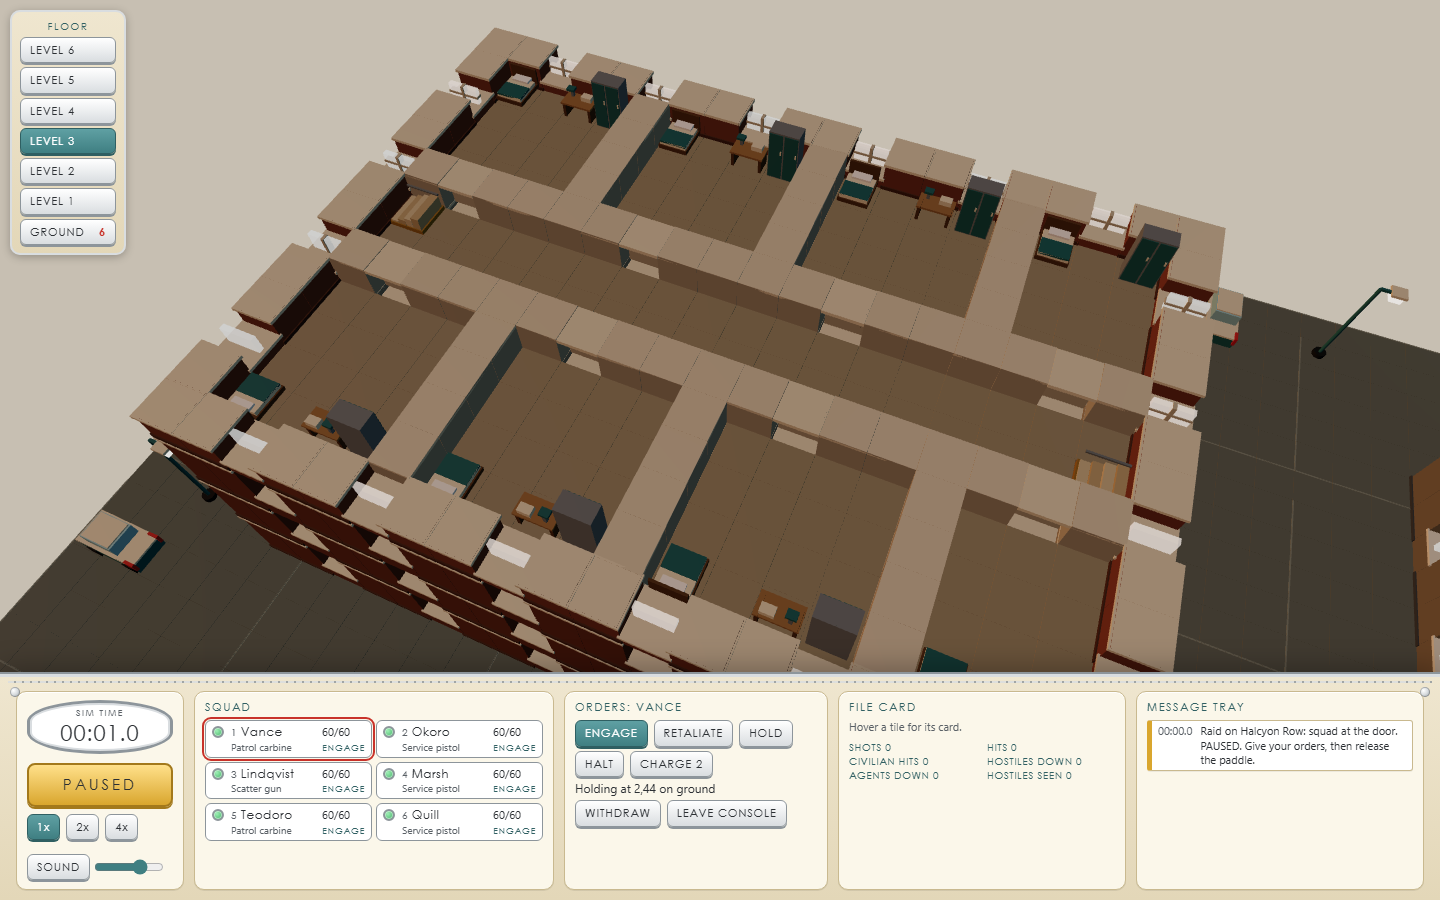 FLOOR
LEVEL 6
LEVEL 5
LEVEL 4
LEVEL 3
LEVEL 2
LEVEL 1
GROUND 6
SIM TIME
00:01.0
PAUSED
1x 2x 4x
SOUND
SQUAD
1 Vance 60/60
Patrol carbine ENGAGE
2 Okoro 60/60
Service pistol ENGAGE
3 Lindqvist 60/60
Scatter gun ENGAGE
4 Marsh 60/60
Service pistol ENGAGE
5 Teodoro 60/60
Patrol carbine ENGAGE
6 Quill 60/60
Service pistol ENGAGE
ORDERS: VANCE
ENGAGE RETALIATE HOLD
HALT CHARGE 2
Holding at 2,44 on ground
WITHDRAW LEAVE CONSOLE
FILE CARD
Hover a tile for its card.
SHOTS 0 HITS 0
CIVILIAN HITS 0 HOSTILES DOWN 0
AGENTS DOWN 0 HOSTILES SEEN 0
MESSAGE TRAY
00:00.0 Raid on Halcyon Row: squad at the door.
PAUSED. Give your orders, then release
the paddle.